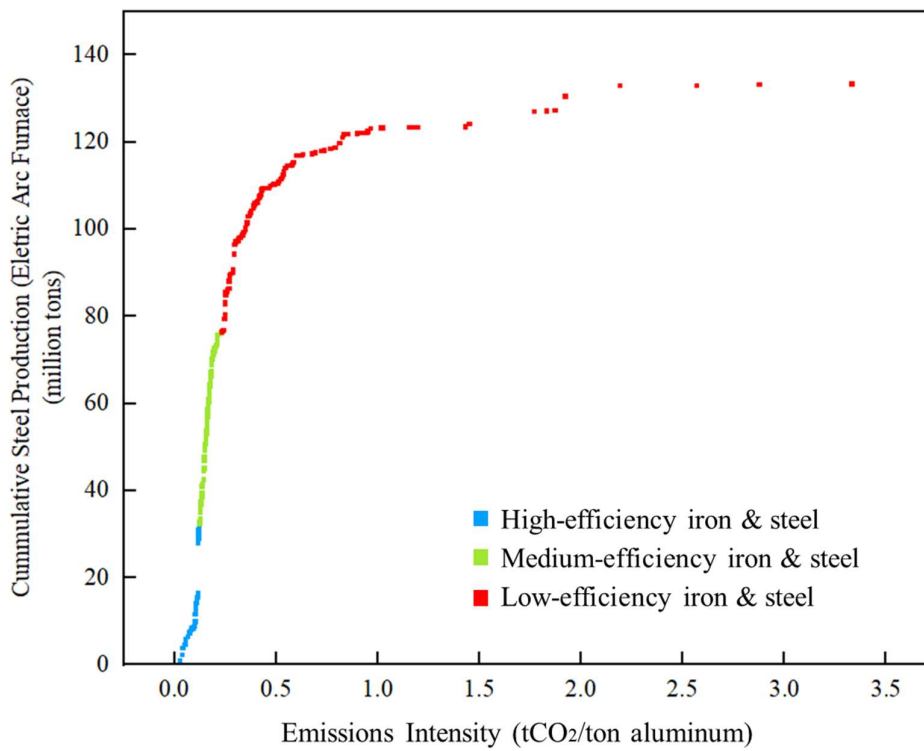 Cummulative Steel Production (Eletric Arc Furnace)
(million tons)
140
120
100
80
60
40
20
0
0.0 0.5 1.0 1.5 2.0 2.5 3.0 3.5
Emissions Intensity (tCO₂/ton aluminum)
High-efficiency iron & steel
Medium-efficiency iron & steel
Low-efficiency iron & steel